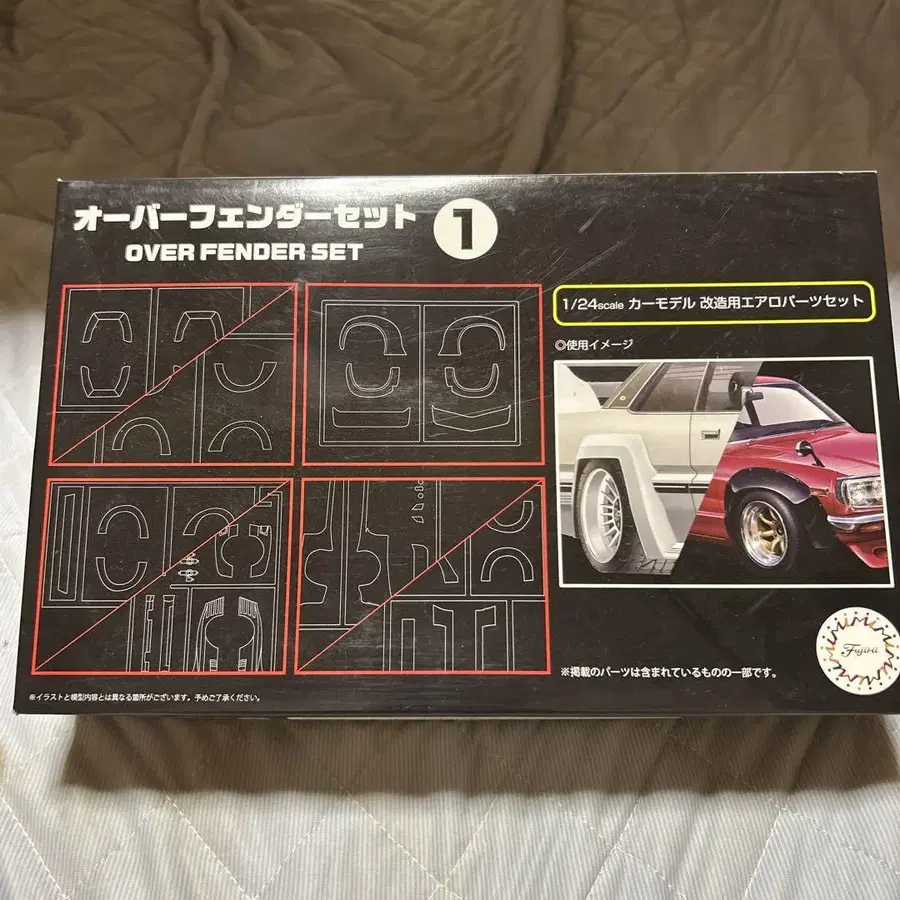 オーバーフェンダーセット 1
OVER FENDER SET
1/24scale カーモデル 改造用エアロパーツセット
◎使用イメージ
Fujimi
※掲載のパーツは含まれているものの一部です。
※イラストと模型内容とは異なる箇所がございます。予めご了承ください。